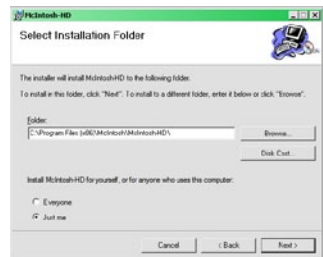 McIntosh-HD
Select Installation Folder
The installer will install McIntosh-HD to the following folder.
To install in this folder, click "Next". To install to a different folder, enter it below or click "Browse".
Folder:
C:\Program Files (x86)\McIntosh\McIntosh-HD\
Browse...
Disk Cost...
Install McIntosh-HD for yourself, or for anyone who uses this computer:
Everyone
Just me
Cancel
< Back
Next >